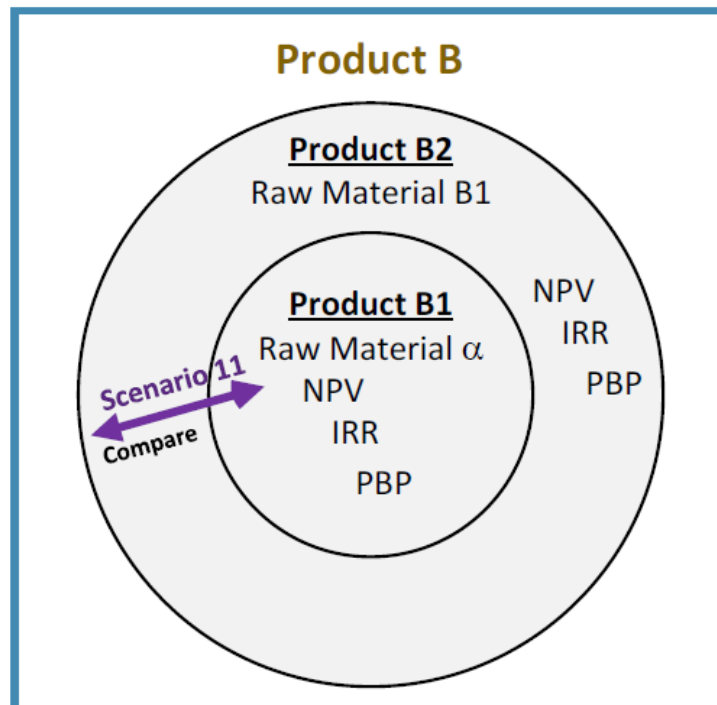 Product B
Product B2
Raw Material B1
NPV
IRR
PBP
Product B1
Raw Material α
NPV
IRR
PBP
Scenario 11
Compare